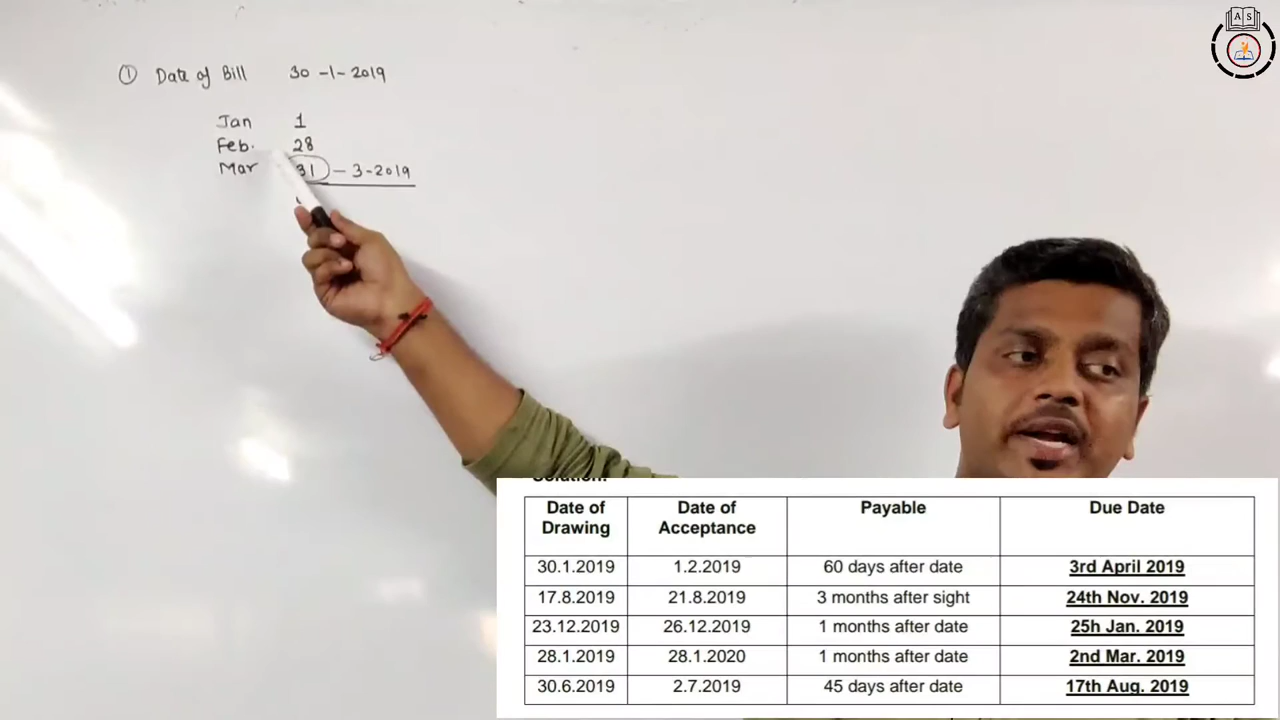 A S
① Date of Bill 30 -1- 2019
Jan 1
Feb. 28
Mar 31 - 3-2019
Solution:
Date of Drawing Date of Acceptance Payable Due Date
30.1.2019 1.2.2019 60 days after date 3rd April 2019
17.8.2019 21.8.2019 3 months after sight 24th Nov. 2019
23.12.2019 26.12.2019 1 months after date 25h Jan. 2019
28.1.2019 28.1.2020 1 months after date 2nd Mar. 2019
30.6.2019 2.7.2019 45 days after date 17th Aug. 2019